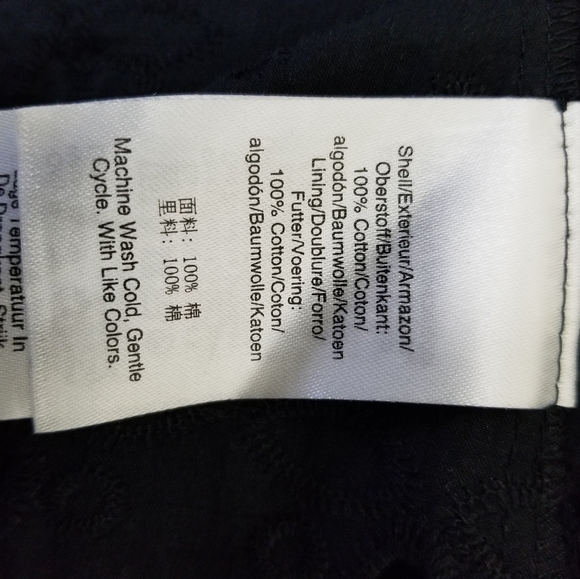 Shell/Exterieur/Armazon/
Oberstoff/Buitenkant:
100% Cotton/Coton/
algodón/Baumwolle/Katoen
Lining/Doublure/Forro/
Futter/Voering:
100% Cotton/Coton/
algodón/Baumwolle/Katoen
面料: 100% 棉
里料: 100% 棉
Machine Wash Cold, Gentle
Cycle. With Like Colors.
Temperatuur In